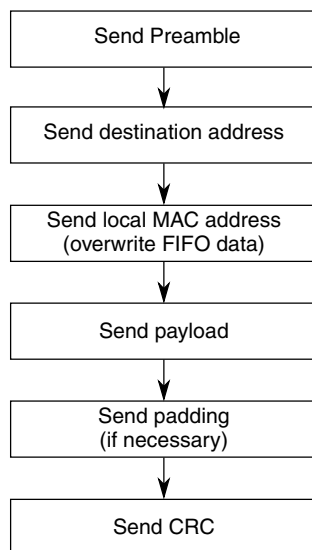 Send Preamble
Send destination address
Send local MAC address
(overwrite FIFO data)
Send payload
Send padding
(if necessary)
Send CRC